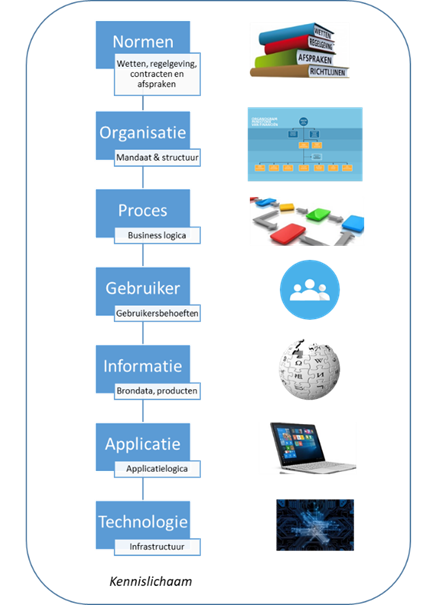 Normen
Wetten, regelgeving,
contracten en
afspraken
WETTEN
REGELGEVING
AFSPRAKEN
RICHTLIJNEN
Organisatie
Mandaat & structuur
Proces
Business logica
Gebruiker
Gebruikersbehoeften
Informatie
Brondata, producten
Applicatie
Applicatielogica
Technologie
Infrastructuur
Kennislichaam